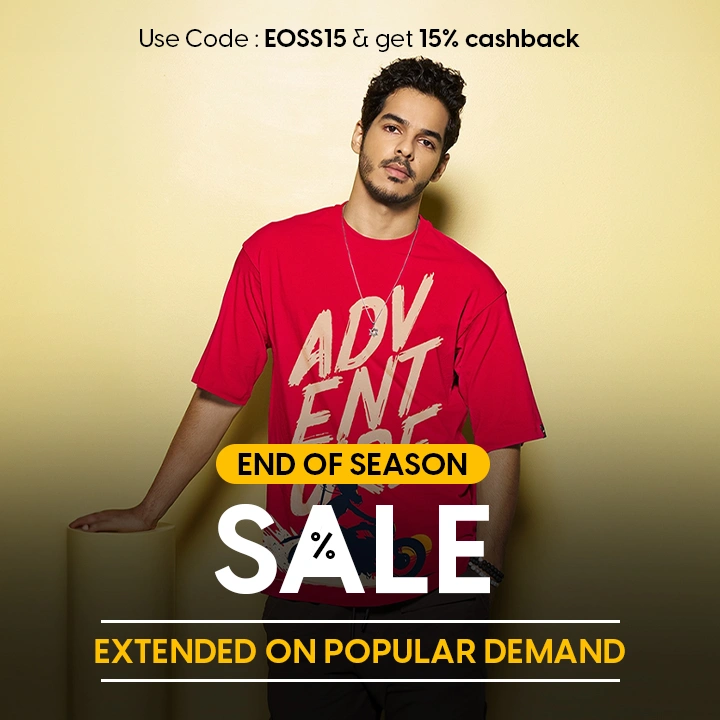 Use Code : EOSS15 & get 15% cashback
ADV
ENT
END OF SEASON
SALE
%
EXTENDED ON POPULAR DEMAND